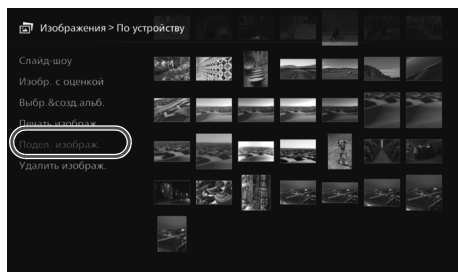 Изображения > По устройству
Слайд-шоу
Изобр. с оценкой
Выбр.&созд.альб.
Печать изображ.
Подел. изображ.
Удалить изображ.